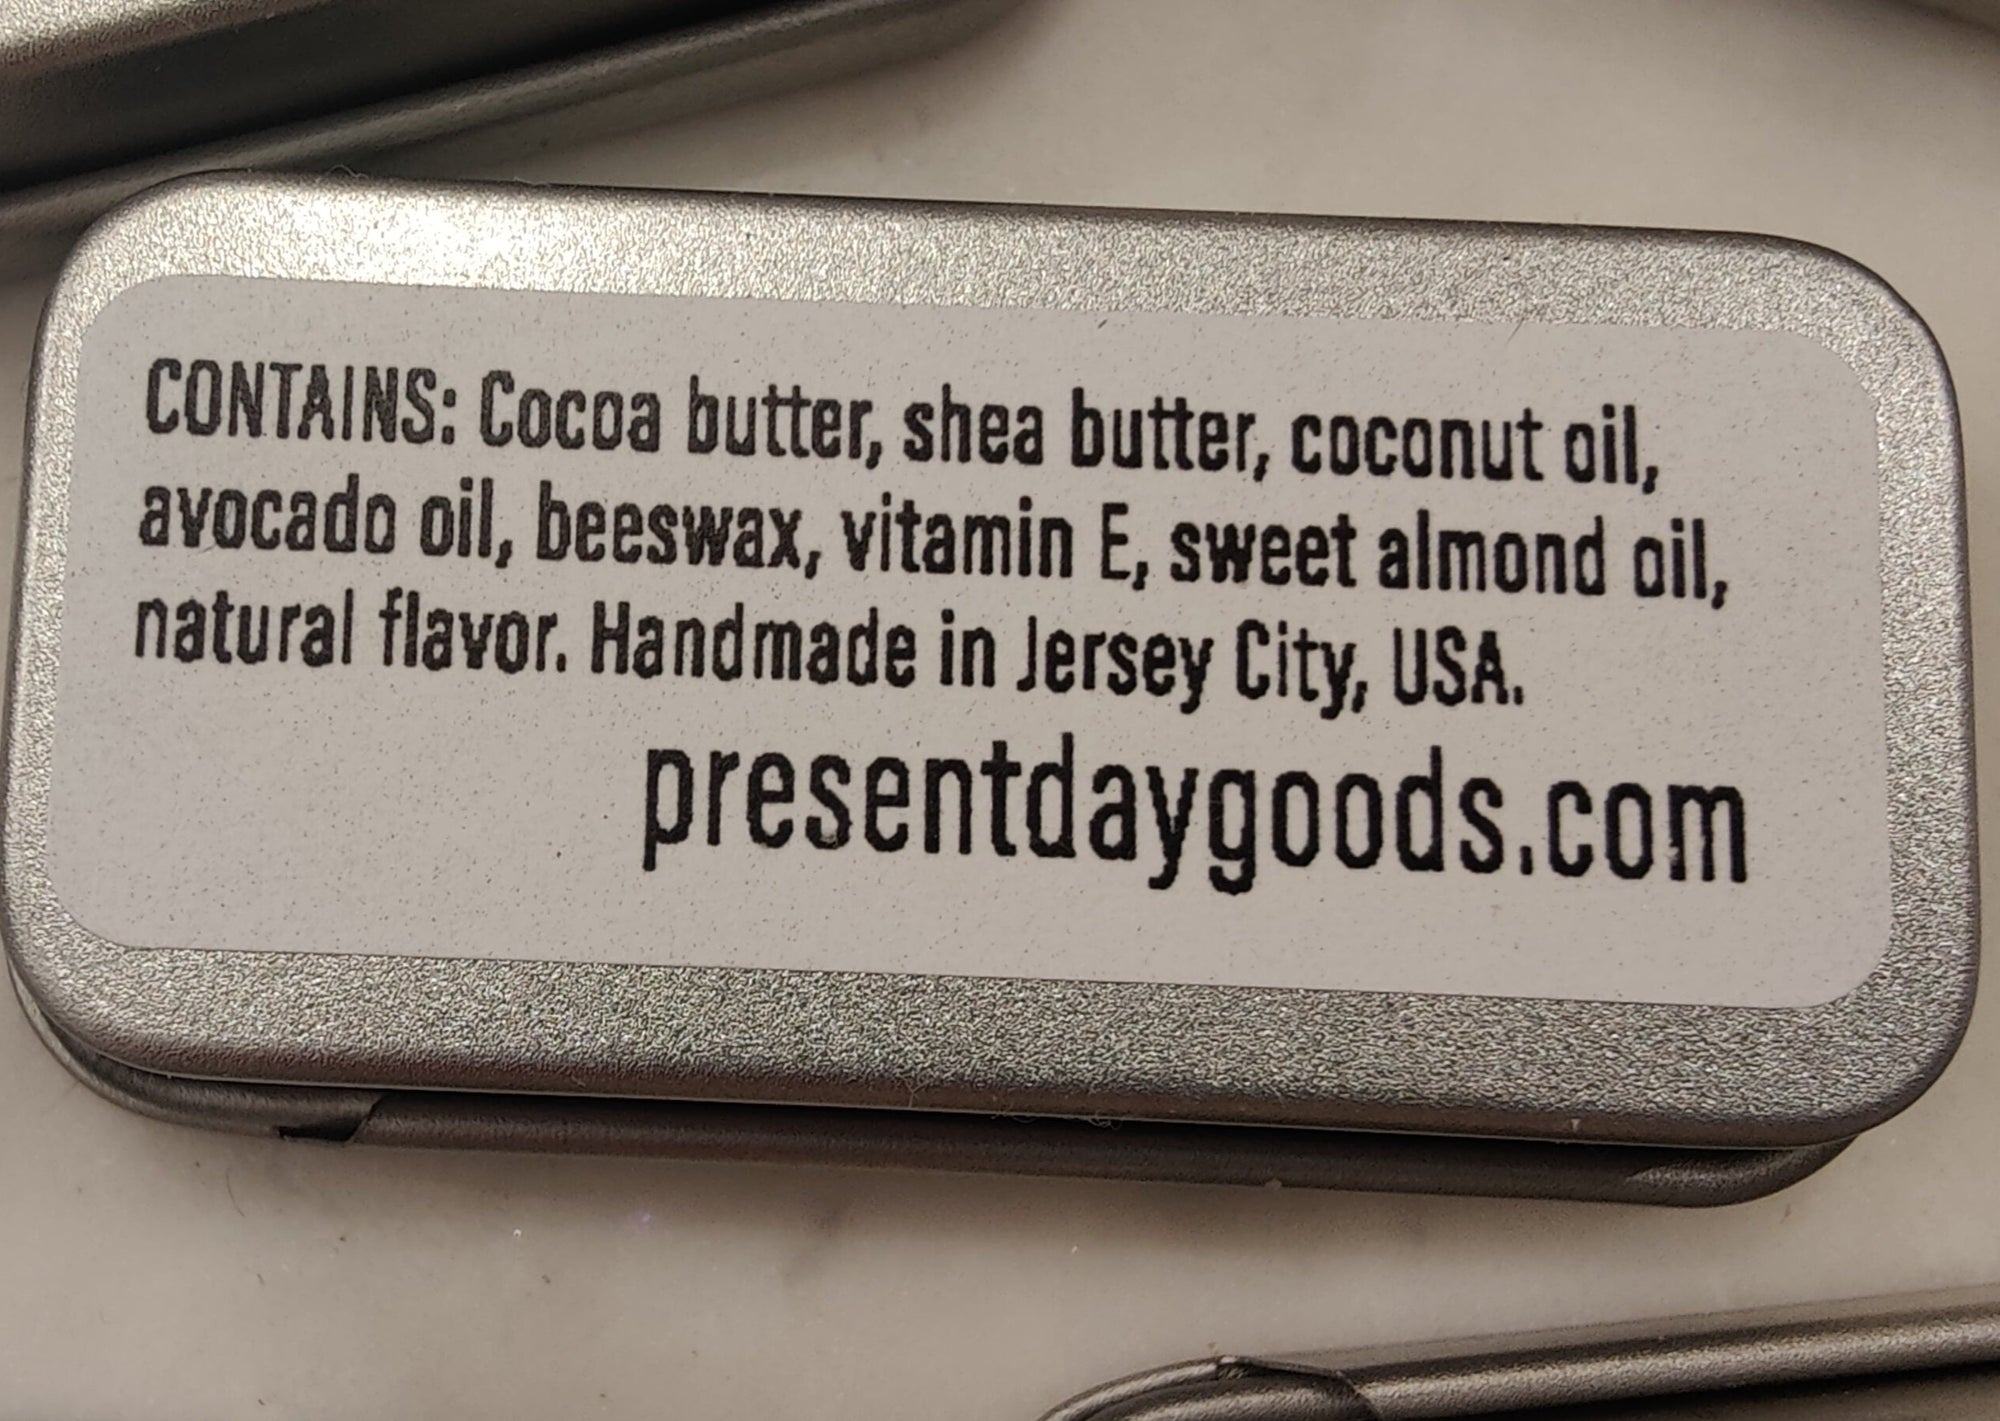 CONTAINS: Cocoa butter, shea butter, coconut oil,
avocado oil, beeswax, vitamin E, sweet almond oil,
natural flavor. Handmade in Jersey City, USA.
presentdaygoods.com